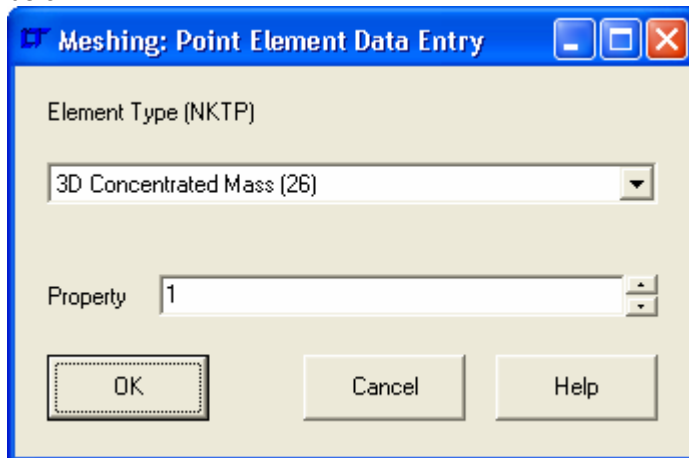 Meshing: Point Element Data Entry
Element Type (NKTP)
3D Concentrated Mass (26)
Property 1
OK Cancel Help